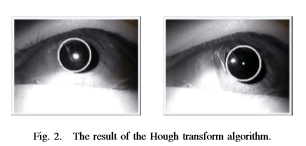 Fig. 2. The result of the Hough transform algorithm.